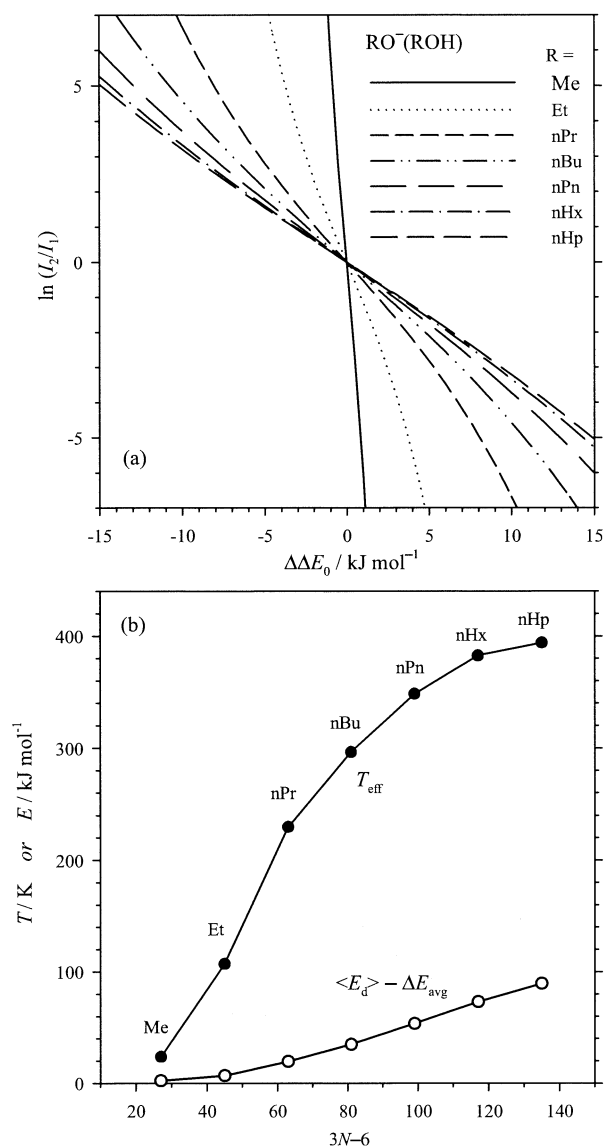 RO⁻(ROH)
R =
Me
Et
nPr
nBu
nPn
nHx
nHp
5
0
-5
ln (I₂/I₁)
(a)
-15 -10 -5 0 5 10 15
ΔΔE₀ / kJ mol⁻¹
(b)
400
300
200
100
0
T / K or E / kJ mol⁻¹
Me
Et
nPr
nBu
nPn
nHx
nHp
T_eff
<E_d> – ΔE_avg
20 40 60 80 100 120 140
3N–6